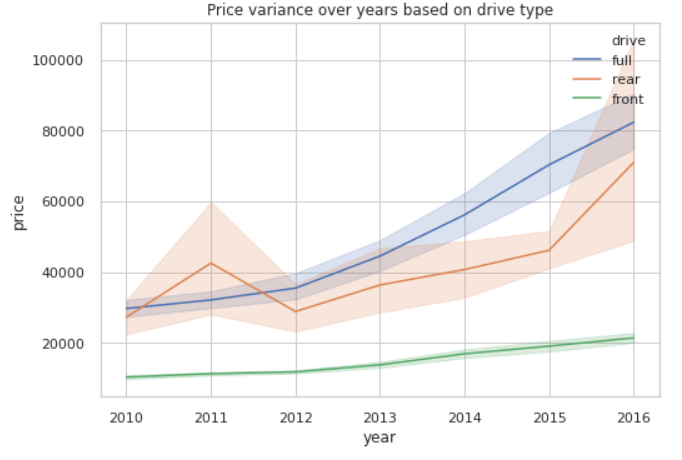 Price variance over years based on drive type
drive
full
rear
front
100000
80000
60000
40000
20000
price
2010 2011 2012 2013 2014 2015 2016
year